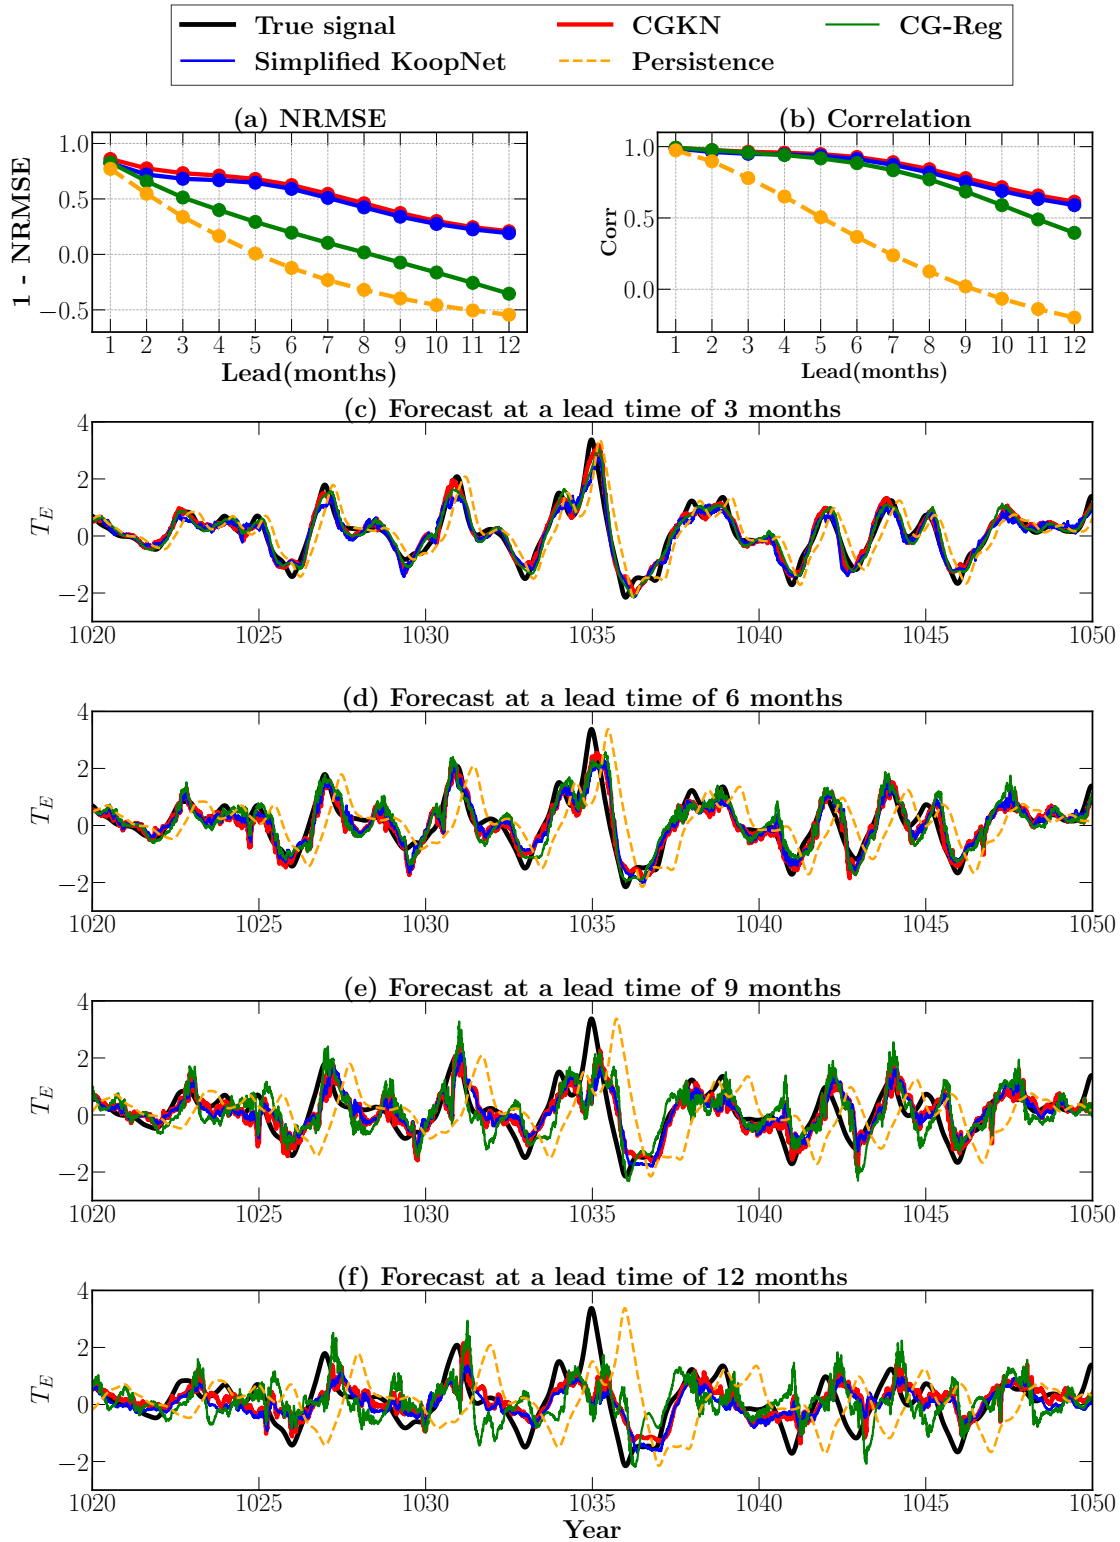 True signal CGKN CG-Reg
Simplified KoopNet Persistence
(a) NRMSE (b) Correlation
1.0
0.5
0.0
−0.5
1 - NRMSE
1 2 3 4 5 6 7 8 9 10 11 12
Lead(months)
1.0
0.5
0.0
Corr
1 2 3 4 5 6 7 8 9 10 11 12
Lead(months)
(c) Forecast at a lead time of 3 months
4
2
0
−2
T_E
1020 1025 1030 1035 1040 1045 1050
(d) Forecast at a lead time of 6 months
4
2
0
−2
T_E
1020 1025 1030 1035 1040 1045 1050
(e) Forecast at a lead time of 9 months
4
2
0
−2
T_E
1020 1025 1030 1035 1040 1045 1050
(f) Forecast at a lead time of 12 months
4
2
0
−2
T_E
1020 1025 1030 1035 1040 1045 1050
Year